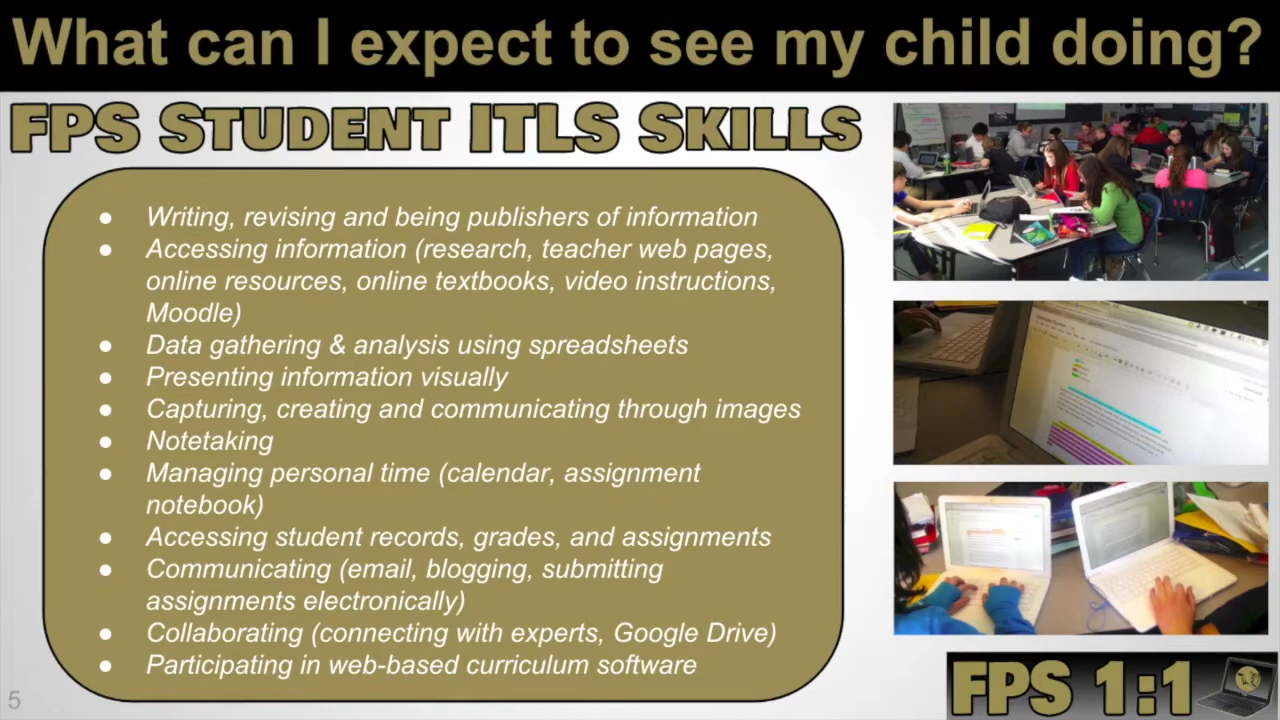 What can I expect to see my child doing?
FPS STUDENT ITLS SKILLS
● Writing, revising and being publishers of information
● Accessing information (research, teacher web pages,
online resources, online textbooks, video instructions,
Moodle)
● Data gathering & analysis using spreadsheets
● Presenting information visually
● Capturing, creating and communicating through images
● Notetaking
● Managing personal time (calendar, assignment
notebook)
● Accessing student records, grades, and assignments
● Communicating (email, blogging, submitting
assignments electronically)
● Collaborating (connecting with experts, Google Drive)
● Participating in web-based curriculum software
FPS 1:1
5